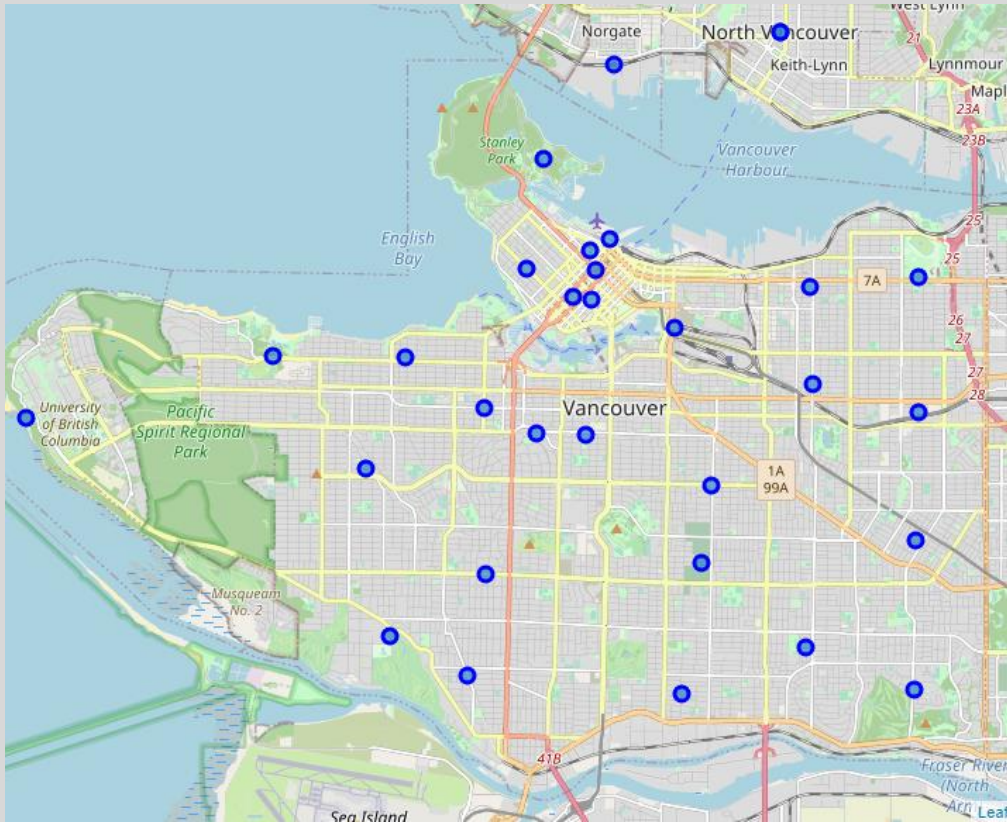 West Lynn
Norgate
North Vancouver
21
Keith-Lynn
Lynnmour
Mapl
23A
23B
Stanley
Park
Vancouver
Harbour
25
English
Bay
25
7A
26
27
27
28
University
of British
Columbia
Pacific
Spirit Regional
Park
Vancouver
1A
99A
Musqueam
No. 2
41B
Fraser River
(North
Arm
Sea Island
Leaf